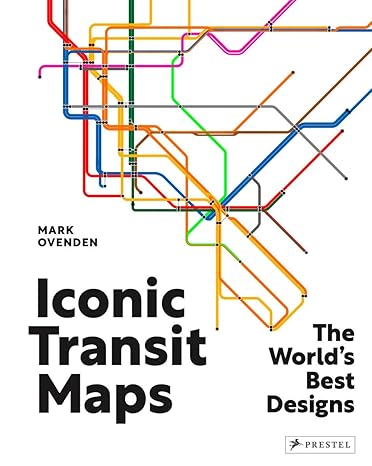 MARK
OVENDEN
Iconic
Transit
Maps
The
World's
Best
Designs
PRESTEL